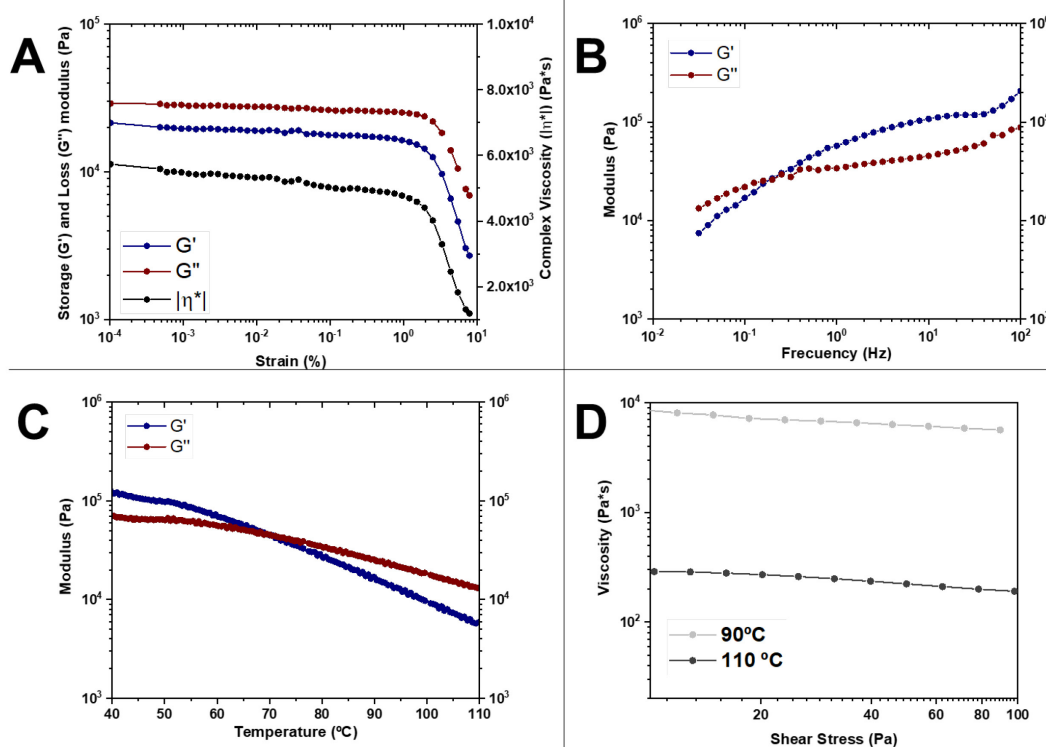 A
Storage (G') and Loss (G'') modulus (Pa)
10^5
10^4
10^3
G'
G''
|η*|
10^-4
10^-3
10^-2
10^-1
10^0
10^1
Strain (%)
1.0x10^4
8.0x10^3
6.0x10^3
4.0x10^3
2.0x10^3
Complex Viscosity (|η*|) (Pa*s)
B
Modulus (Pa)
10^6
10^5
10^4
10^3
G'
G''
10^-2
10^-1
10^0
10^1
10^2
Frecuency (Hz)
C
Modulus (Pa)
10^6
10^5
10^4
10^3
G'
G''
40
50
60
70
80
90
100
110
Temperature (ºC)
10^6
10^5
10^4
10^3
D
Viscosity (Pa*s)
10^4
10^2
90ºC
110 ºC
20
40
60
80
100
Shear Stress (Pa)